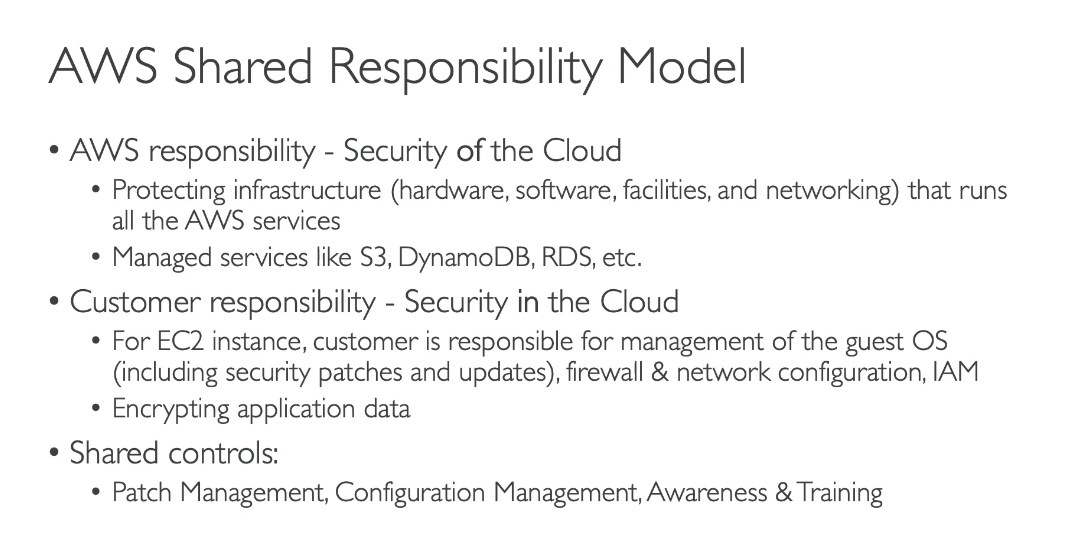 AWS Shared Responsibility Model
• AWS responsibility - Security of the Cloud
• Protecting infrastructure (hardware, software, facilities, and networking) that runs
all the AWS services
• Managed services like S3, DynamoDB, RDS, etc.
• Customer responsibility - Security in the Cloud
• For EC2 instance, customer is responsible for management of the guest OS
(including security patches and updates), firewall & network configuration, IAM
• Encrypting application data
• Shared controls:
• Patch Management, Configuration Management, Awareness & Training